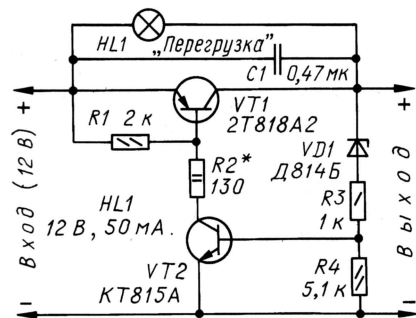 HL1 „Перегрузка"
C1 0,47 мк
+
+
VT1
2Т818А2
R1 2 к
VD1
Д814Б
R2*
130
R3
1 к
HL1
12 В, 50 мА.
Вход (12 В)
Выход
VT2
КТ815А
R4
5,1 к
−
−